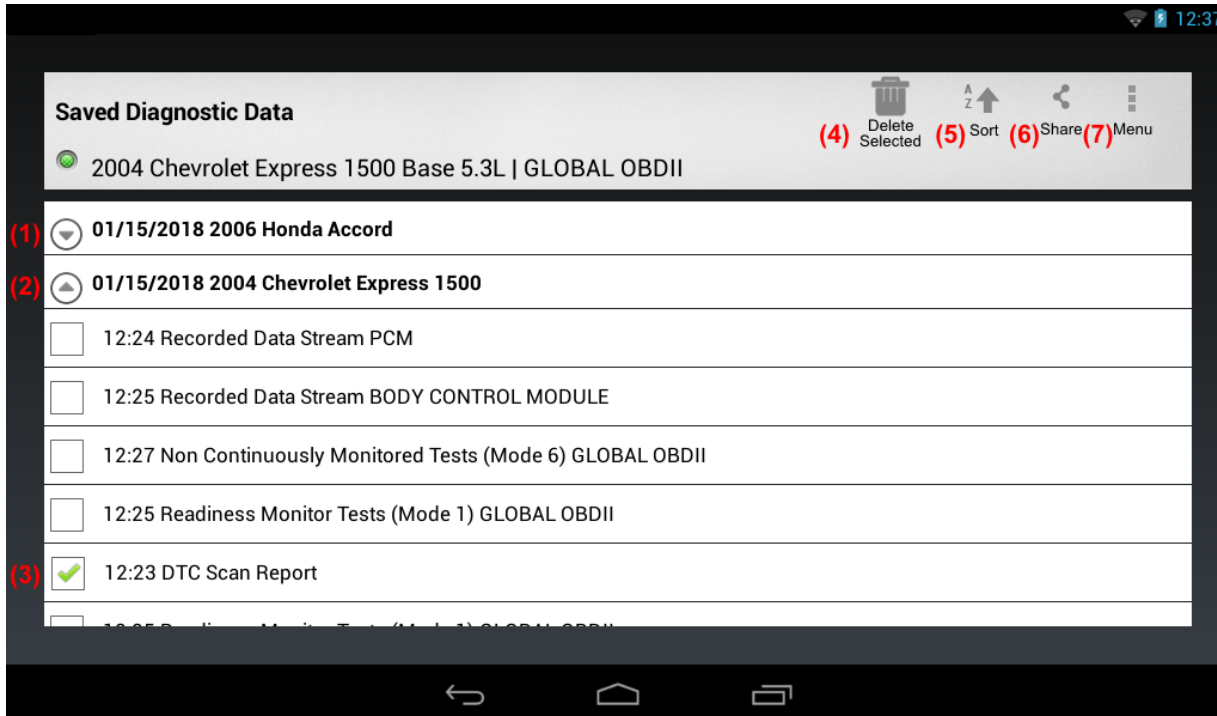 12:37
Saved Diagnostic Data
(4) Delete Selected
(5) Sort
(6) Share
(7) Menu
A
Z
2004 Chevrolet Express 1500 Base 5.3L | GLOBAL OBDII
(1) 01/15/2018 2006 Honda Accord
(2) 01/15/2018 2004 Chevrolet Express 1500
12:24 Recorded Data Stream PCM
12:25 Recorded Data Stream BODY CONTROL MODULE
12:27 Non Continuously Monitored Tests (Mode 6) GLOBAL OBDII
12:25 Readiness Monitor Tests (Mode 1) GLOBAL OBDII
(3) 12:23 DTC Scan Report